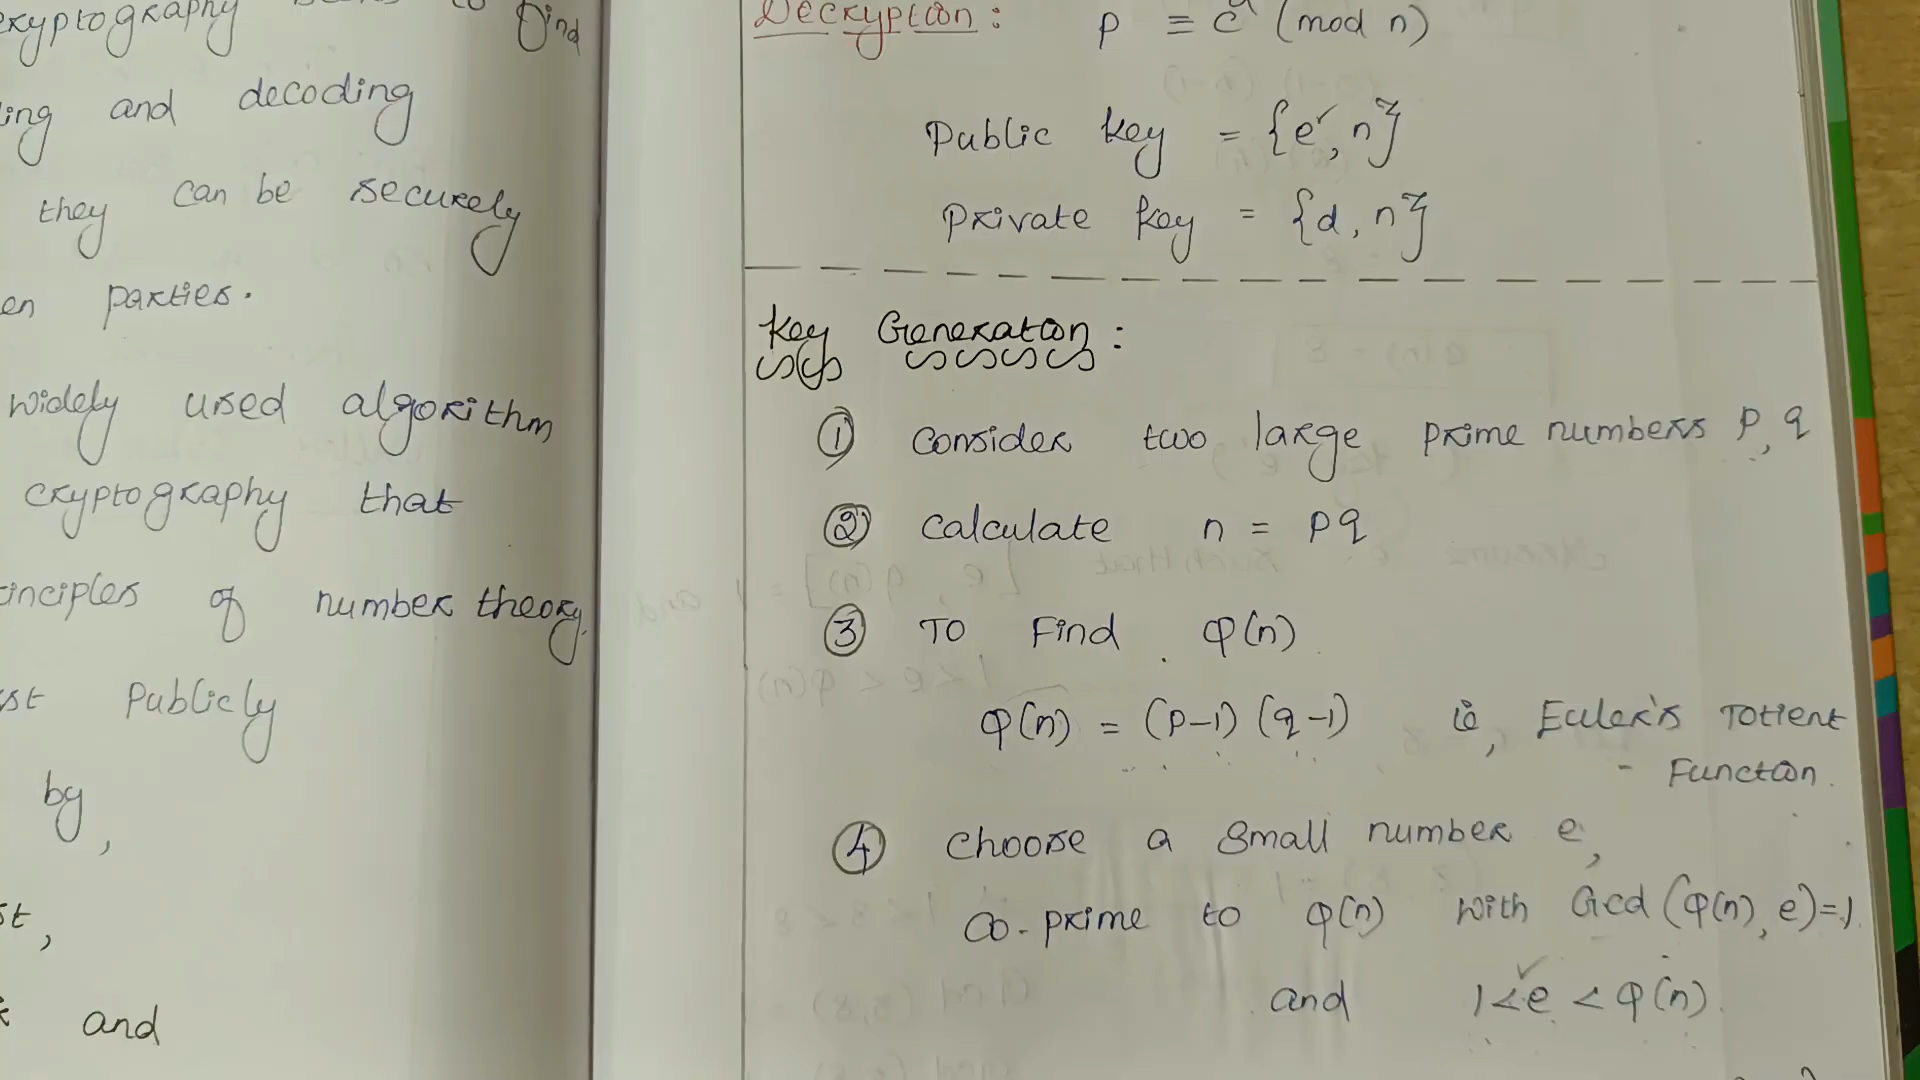 cryptography to find
ing and decoding
they can be securely
en parties.
widely used algorithm
cryptography that
inciples of number theory.
st Publicly
by,
st,
and
Decryption: P ≡ c^d (mod n)
Public key = {e, n}
Private key = {d, n}
Key Generation:
① Consider two large prime numbers P, q
② Calculate n = Pq
③ To Find φ(n)
φ(n) = (P-1) (q-1) ie, Euler's Totient
- Function.
④ Choose a small number e,
Co-prime to φ(n) with Gcd (φ(n), e)=1.
and 1<e <φ(n).